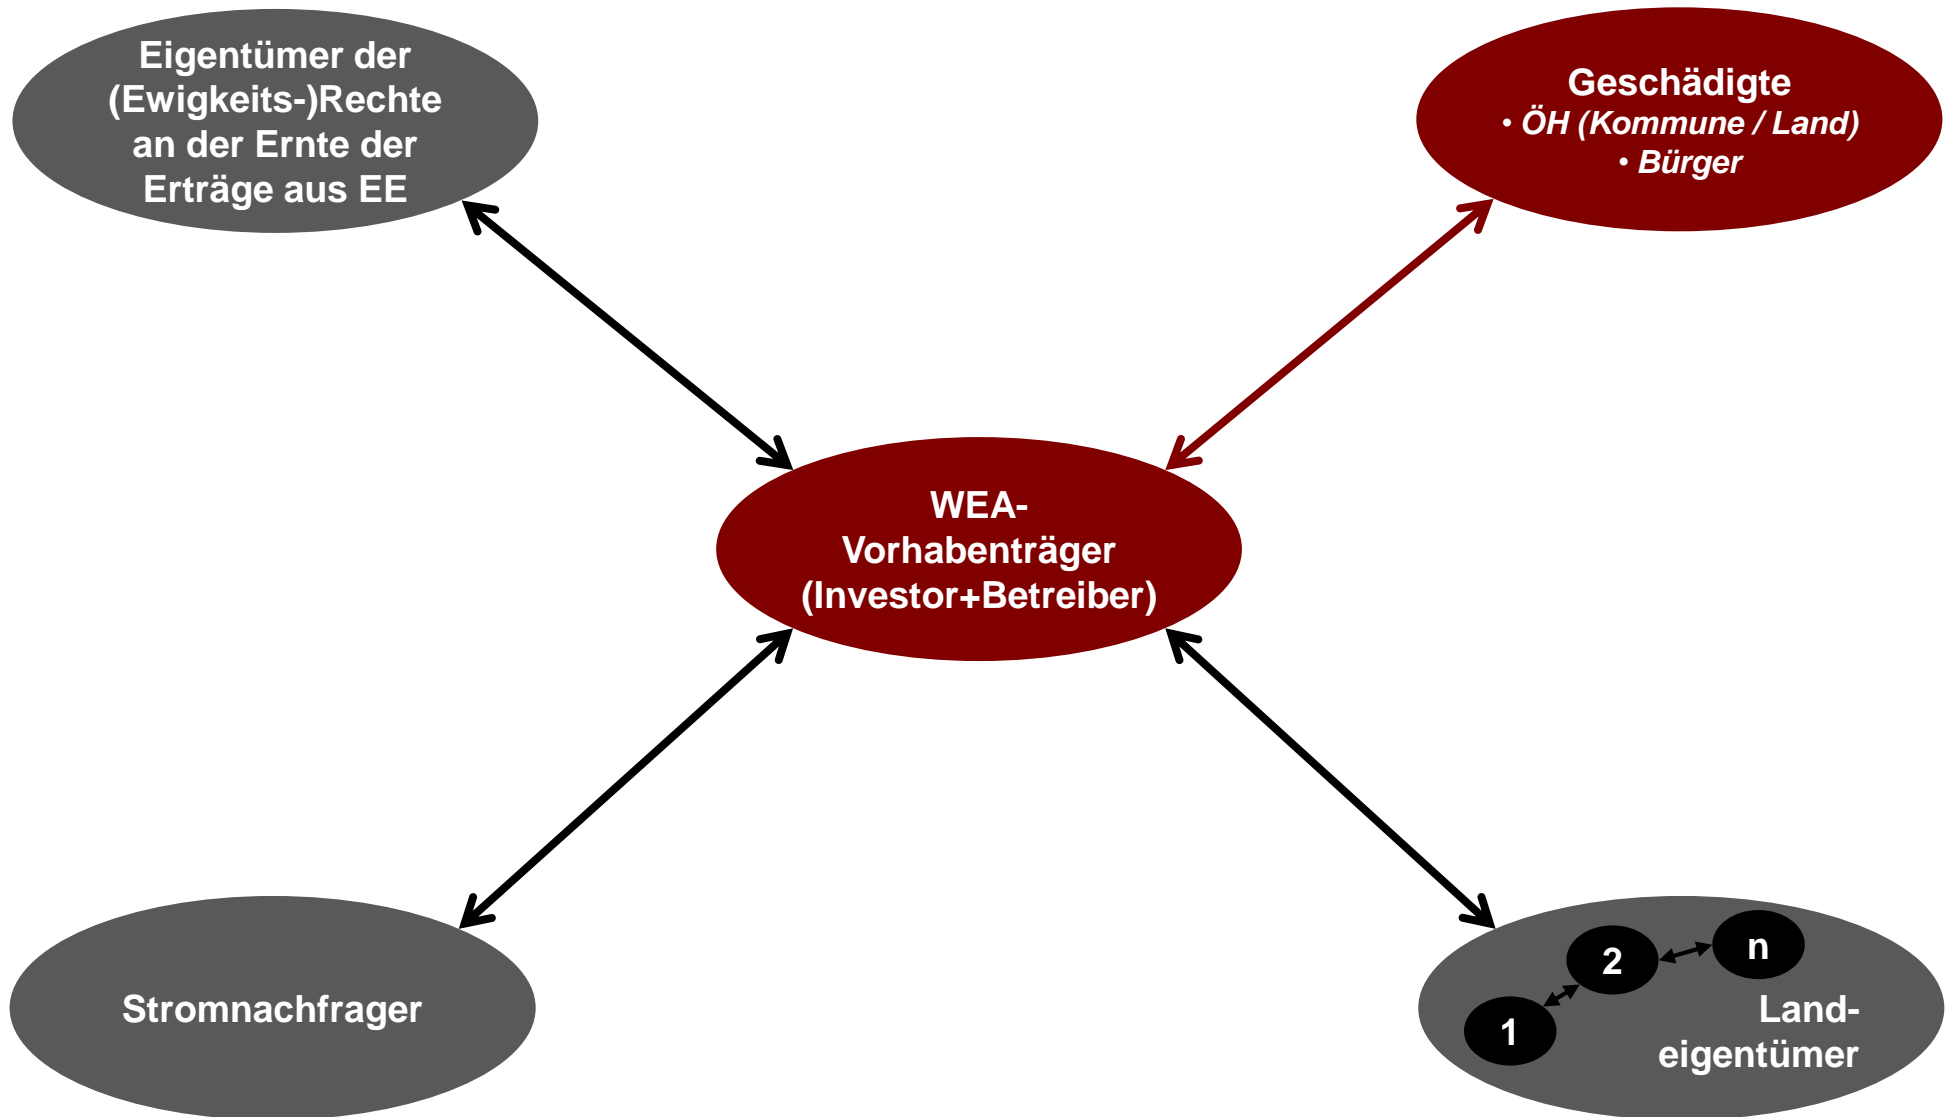 Eigentümer der
(Ewigkeits-)Rechte
an der Ernte der
Erträge aus EE
Geschädigte
• ÖH (Kommune / Land)
• Bürger
WEA-
Vorhabenträger
(Investor+Betreiber)
Stromnachfrager
1
2
n
Land-
eigentümer